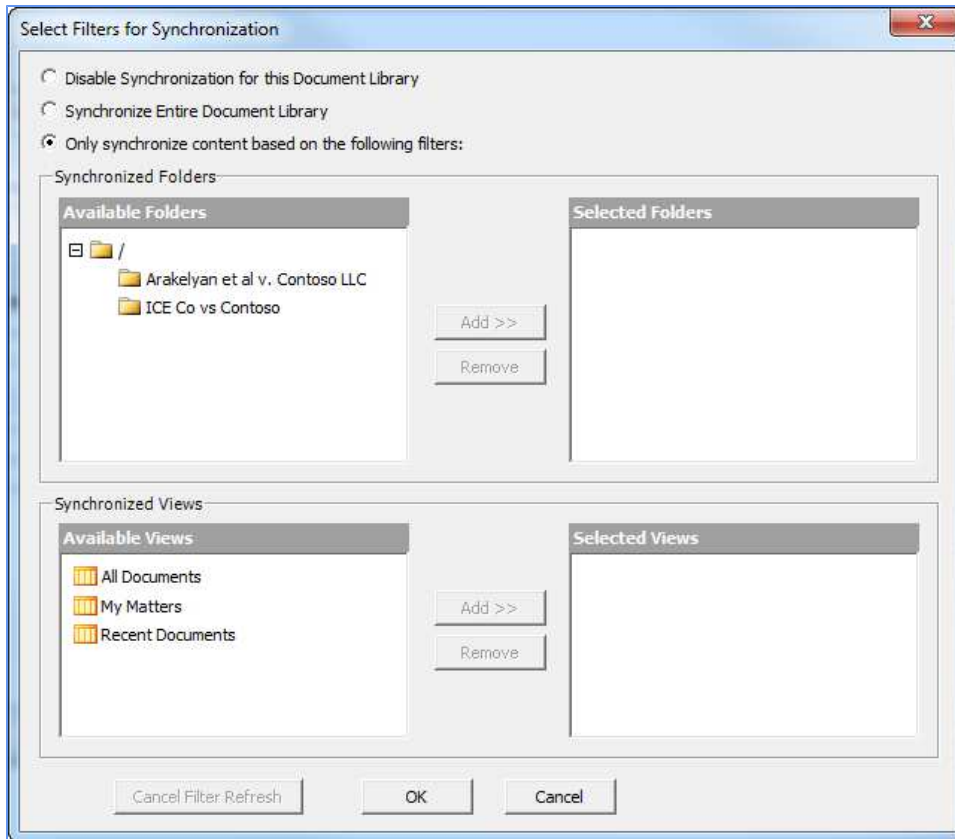 Select Filters for Synchronization
Disable Synchronization for this Document Library
Synchronize Entire Document Library
Only synchronize content based on the following filters:
Synchronized Folders
Available Folders
Selected Folders
/
Arakelyan et al v. Contoso LLC
ICE Co vs Contoso
Add >>
Remove
Synchronized Views
Available Views
Selected Views
All Documents
My Matters
Recent Documents
Add >>
Remove
Cancel Filter Refresh
OK
Cancel